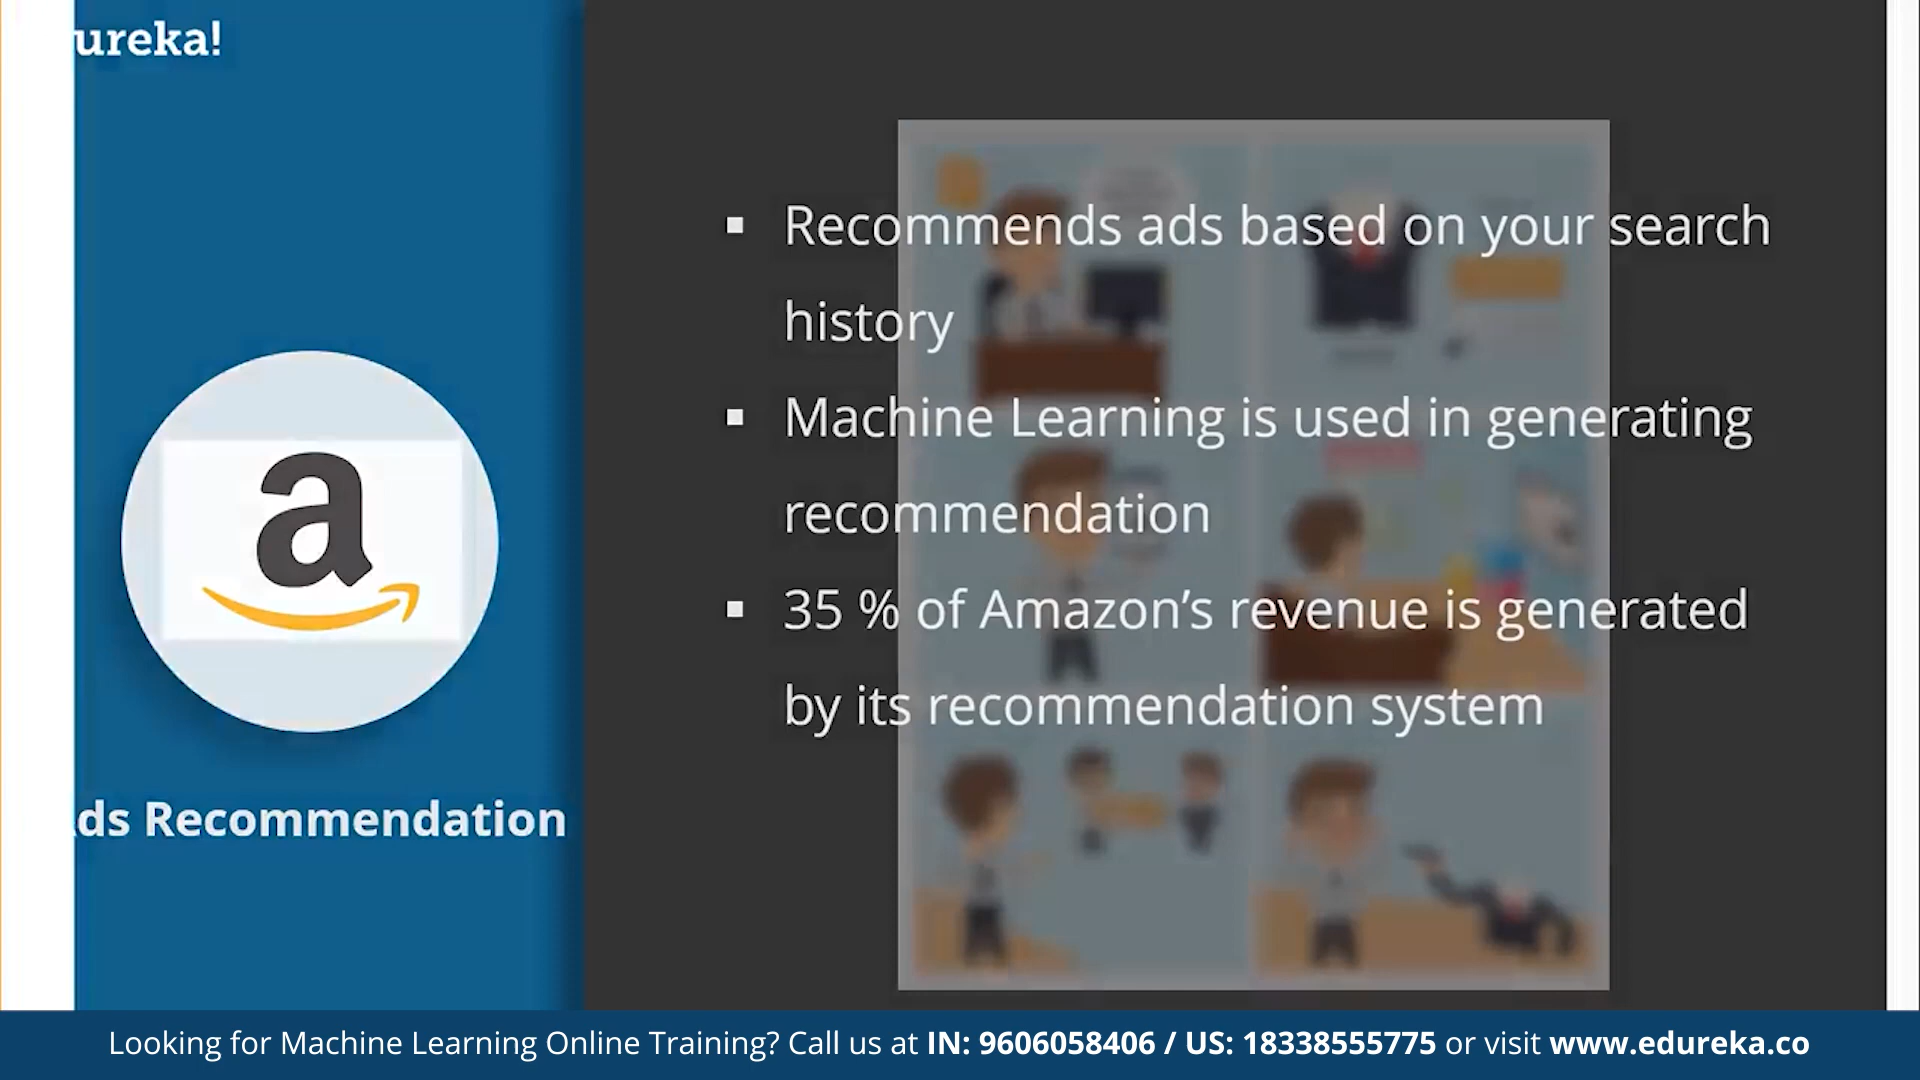 ureka!
Recommends ads based on your search
history
Machine Learning is used in generating
recommendation
35 % of Amazon’s revenue is generated
by its recommendation system
a
ds Recommendation
Looking for Machine Learning Online Training? Call us at IN: 9606058406 / US: 18338555775 or visit www.edureka.co